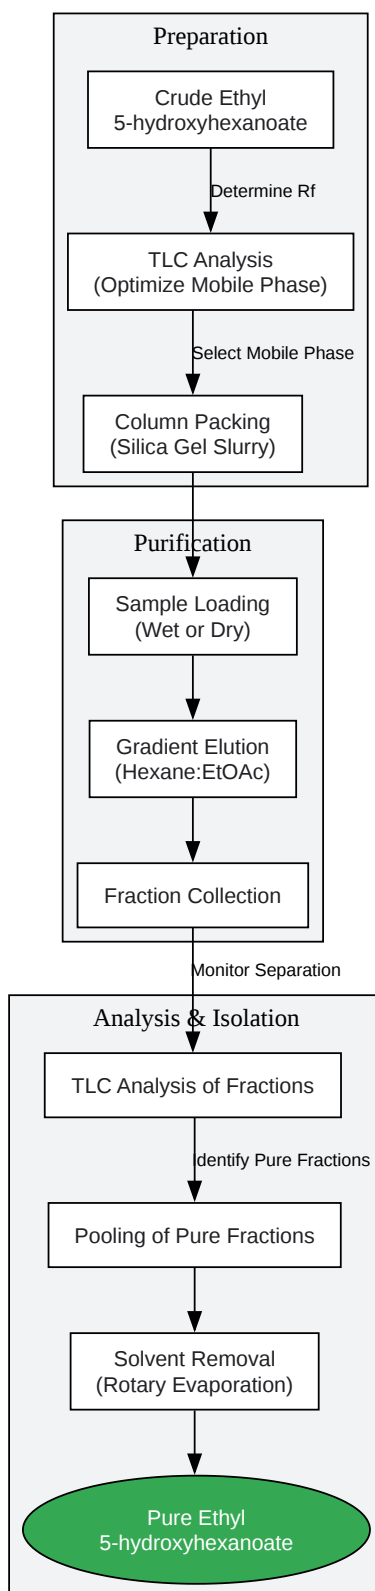 Preparation
Crude Ethyl
5-hydroxyhexanoate
Determine Rf
TLC Analysis
(Optimize Mobile Phase)
Select Mobile Phase
Column Packing
(Silica Gel Slurry)
Purification
Sample Loading
(Wet or Dry)
Gradient Elution
(Hexane:EtOAc)
Fraction Collection
Monitor Separation
Analysis & Isolation
TLC Analysis of Fractions
Identify Pure Fractions
Pooling of Pure Fractions
Solvent Removal
(Rotary Evaporation)
Pure Ethyl
5-hydroxyhexanoate